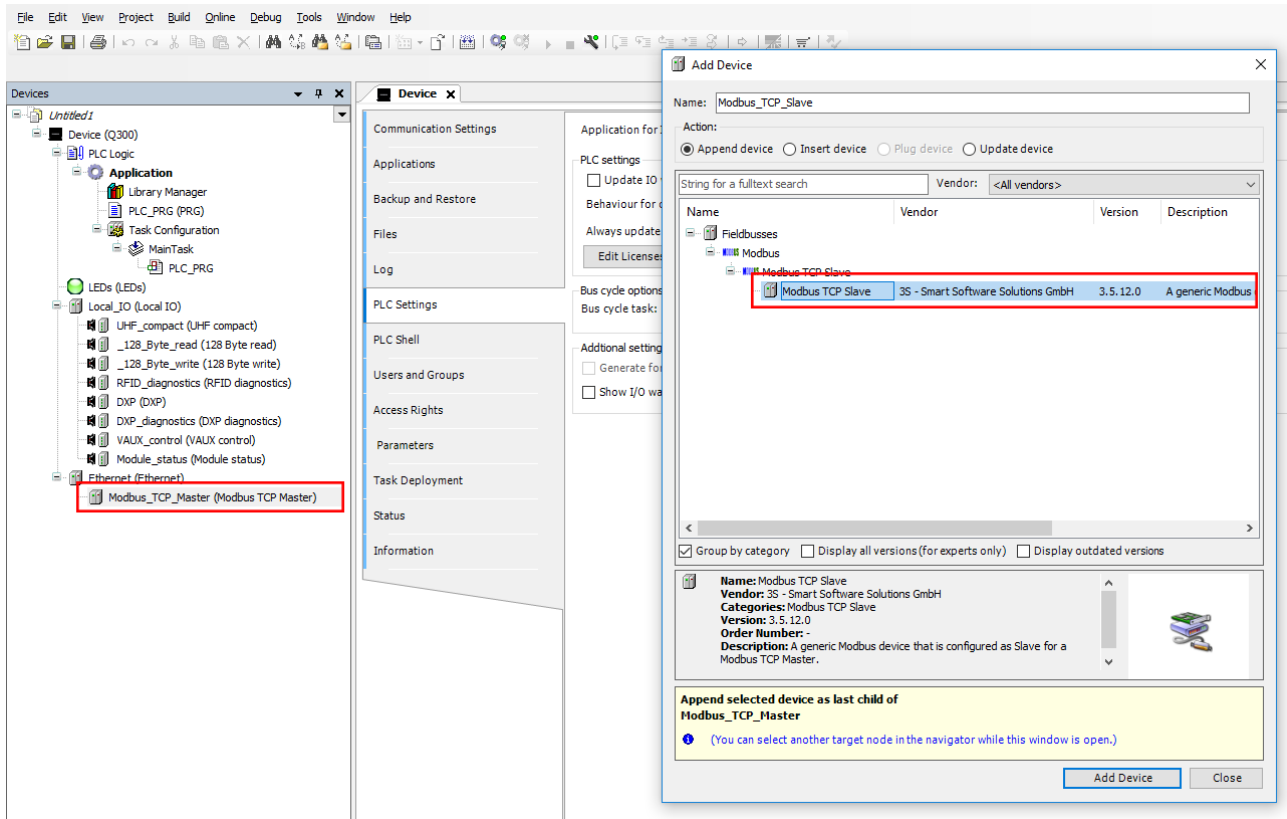 File Edit View Project Build Online Debug Tools Window Help
Devices
Untitled1
Device (Q300)
PLC Logic
Application
Library Manager
PLC_PRG (PRG)
Task Configuration
MainTask
PLC_PRG
LEDs (LEDs)
Local_IO (Local IO)
UHF_compact (UHF compact)
_128_Byte_read (128 Byte read)
_128_Byte_write (128 Byte write)
RFID_diagnostics (RFID diagnostics)
DXP (DXP)
DXP_diagnostics (DXP diagnostics)
VAUX_control (VAUX control)
Module_status (Module status)
Ethernet (Ethernet)
Modbus_TCP_Master (Modbus TCP Master)
Device
Communication Settings
Applications
Backup and Restore
Files
Log
PLC Settings
PLC Shell
Users and Groups
Access Rights
Parameters
Task Deployment
Status
Information
Application for
PLC settings
Update IO
Behaviour for
Always update
Edit Licenses
Bus cycle options
Bus cycle task:
Addtional setting
Generate
Show I/O
Add Device
Name: Modbus_TCP_Slave
Action:
Append device Insert device Plug device Update device
String for a fulltext search Vendor: <All vendors>
Name Vendor Version Description
Fieldbusses
Modbus
Modbus TCP Slave
Modbus TCP Slave 3S - Smart Software Solutions GmbH 3.5.12.0 A generic Modbus
Group by category Display all versions (for experts only) Display outdated versions
Name: Modbus TCP Slave
Vendor: 3S - Smart Software Solutions GmbH
Categories: Modbus TCP Slave
Version: 3.5.12.0
Order Number: -
Description: A generic Modbus device that is configured as Slave for a
Modbus TCP Master.
Append selected device as last child of
Modbus_TCP_Master
(You can select another target node in the navigator while this window is open.)
Add Device Close